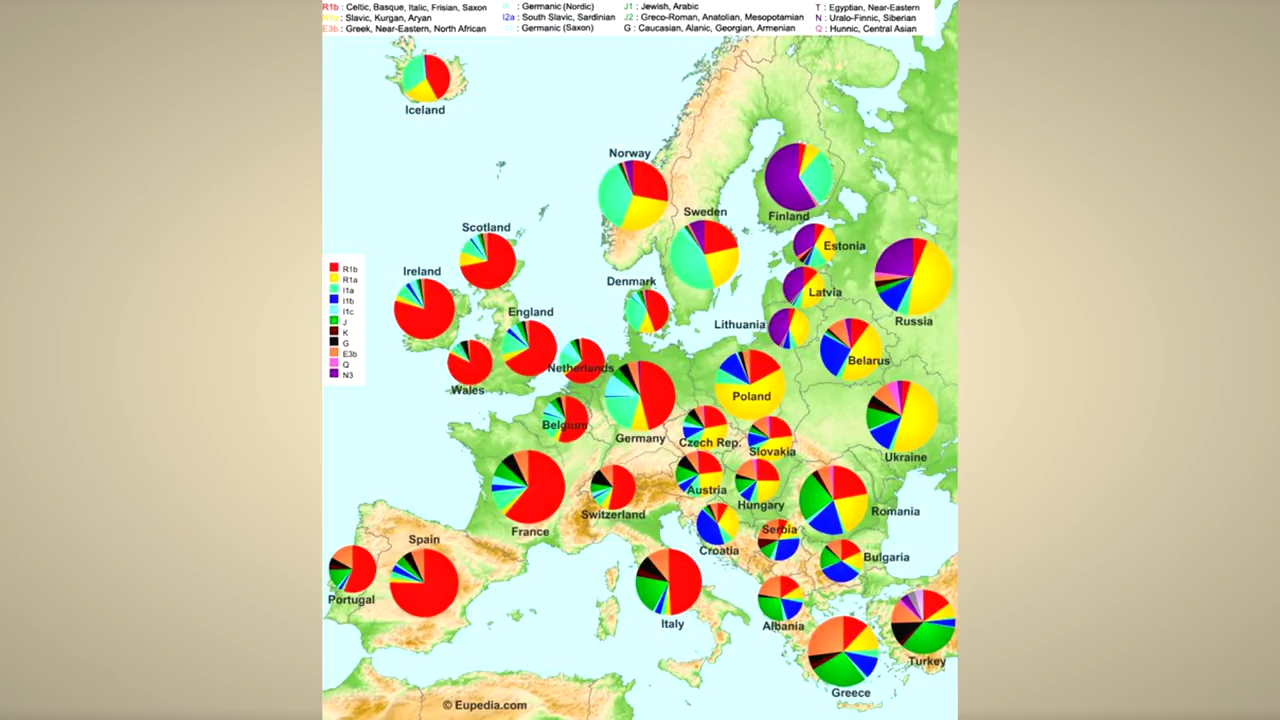 R1b : Celtic, Basque, Italic, Frisian, Saxon
R1a : Slavic, Kurgan, Aryan
E3b : Greek, Near-Eastern, North African
I1 : Germanic (Nordic)
I2a : South Slavic, Sardinian
: Germanic (Saxon)
J1 : Jewish, Arabic
J2 : Greco-Roman, Anatolian, Mesopotamian
G : Caucasian, Alanic, Georgian, Armenian
T : Egyptian, Near-Eastern
N : Uralo-Finnic, Siberian
Q : Hunnic, Central Asian
Iceland
Norway
Sweden
Finland
Scotland
Estonia
Ireland
Denmark
Latvia
England
Lithuania
Russia
R1b
R1a
I1a
I1b
I1c
J
K
G
E3b
Q
N3
Netherlands
Belarus
Wales
Poland
Belgium
Germany
Czech Rep.
Slovakia
Ukraine
Austria
Hungary
Switzerland
Romania
France
Serbia
Croatia
Spain
Bulgaria
Portugal
Italy
Albania
Turkey
Greece
© Eupedia.com